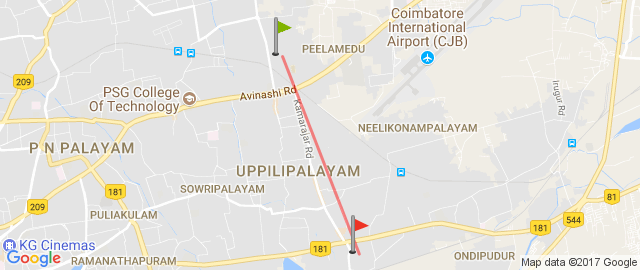 Coimbatore
International
Airport (CJB)
PEELAMEDU
209
PSG College
Of Technology
Avinashi Rd
Kamarajar Rd
Irugur Rd
NEELIKONAMPALAYAM
P N PALAYAM
UPPILIPALAYAM
SOWRIPALAYAM
181
81
209
PULIAKULAM
544
181
181
KG Cinemas
RAMANATHAPURAM
ONDIPUDUR
Map data ©2017 Google